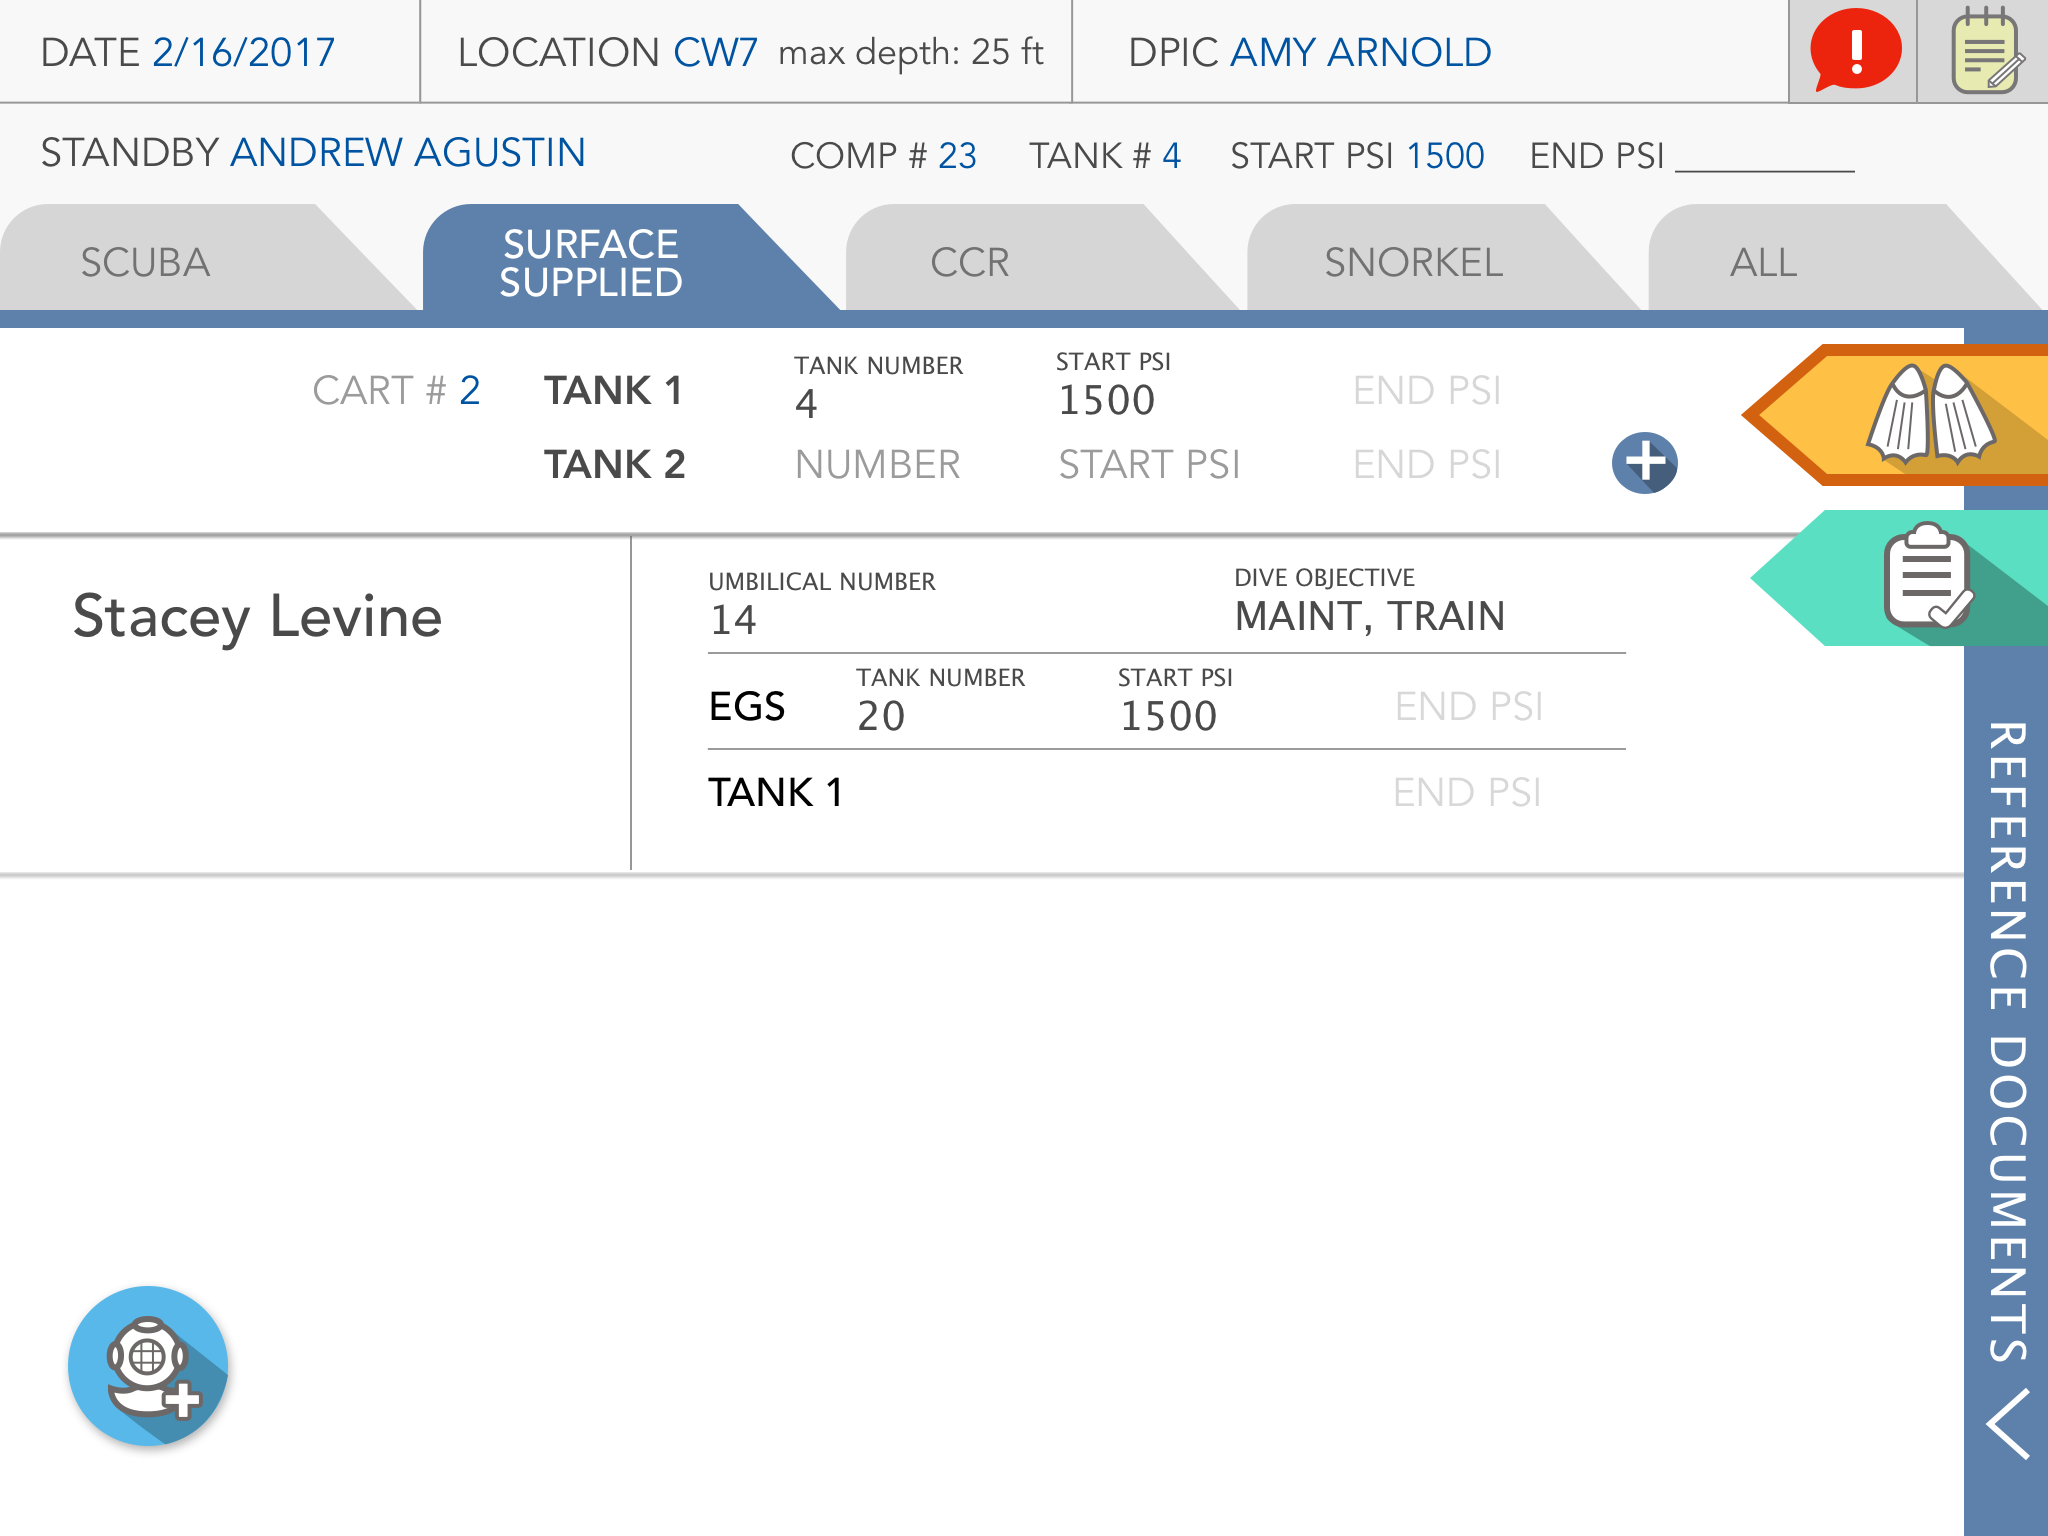 DATE 2/16/2017
LOCATION CW7 max depth: 25 ft
DPIC AMY ARNOLD
STANDBY ANDREW AGUSTIN
COMP # 23
TANK # 4
START PSI 1500
END PSI
SCUBA
SURFACE
SUPPLIED
CCR
SNORKEL
ALL
CART # 2
TANK 1
TANK NUMBER
4
START PSI
1500
END PSI
TANK 2
NUMBER
START PSI
END PSI
Stacey Levine
UMBILICAL NUMBER
14
DIVE OBJECTIVE
MAINT, TRAIN
EGS
TANK NUMBER
20
START PSI
1500
END PSI
TANK 1
END PSI
REFERENCE DOCUMENTS